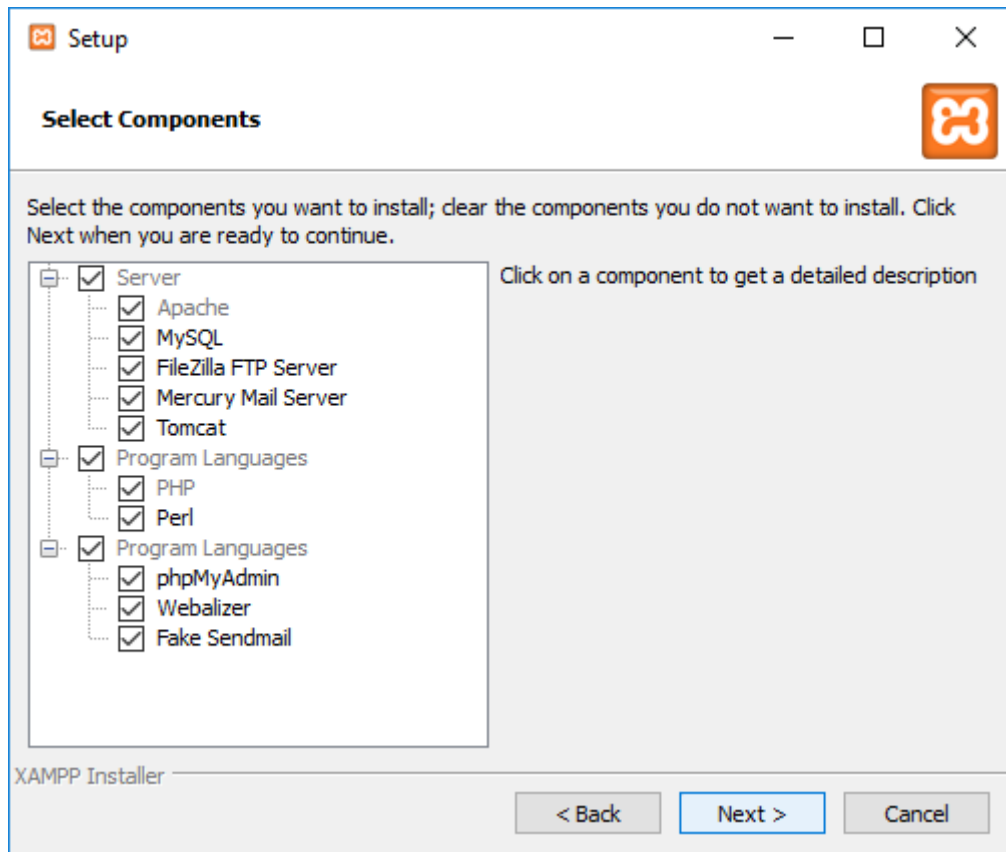 Setup
Select Components
Select the components you want to install; clear the components you do not want to install. Click
Next when you are ready to continue.
Server
Apache
MySQL
FileZilla FTP Server
Mercury Mail Server
Tomcat
Program Languages
PHP
Perl
Program Languages
phpMyAdmin
Webalizer
Fake Sendmail
Click on a component to get a detailed description
XAMPP Installer
< Back
Next >
Cancel